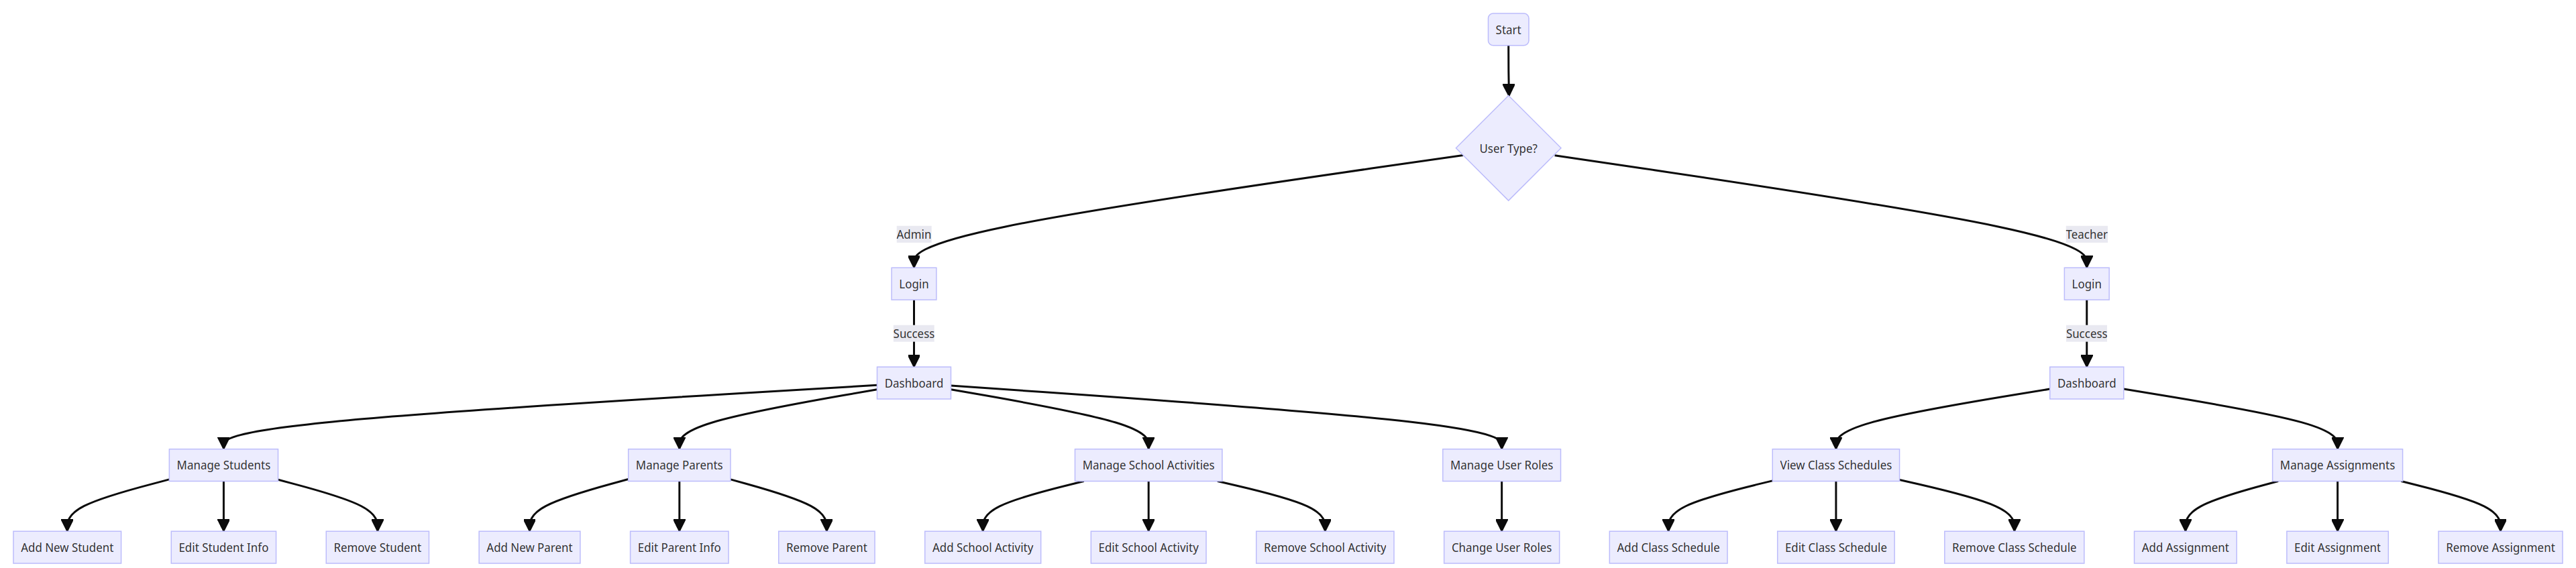 Start
User Type?
Admin
Teacher
Login
Login
Success
Success
Dashboard
Dashboard
Manage Students
Manage Parents
Manage School Activities
Manage User Roles
View Class Schedules
Manage Assignments
Add New Student
Edit Student Info
Remove Student
Add New Parent
Edit Parent Info
Remove Parent
Add School Activity
Edit School Activity
Remove School Activity
Change User Roles
Add Class Schedule
Edit Class Schedule
Remove Class Schedule
Add Assignment
Edit Assignment
Remove Assignment